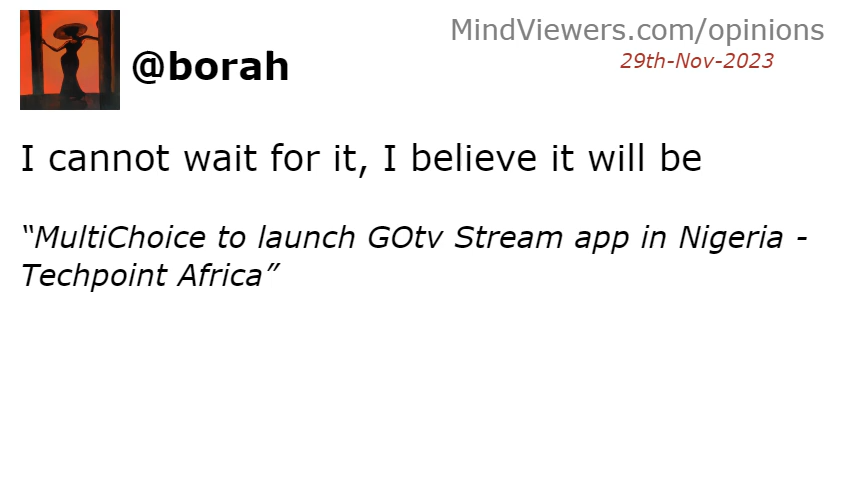 MindViewers.com/opinions
29th-Nov-2023
@borah
I cannot wait for it, I believe it will be
“MultiChoice to launch GOtv Stream app in Nigeria -
Techpoint Africa”